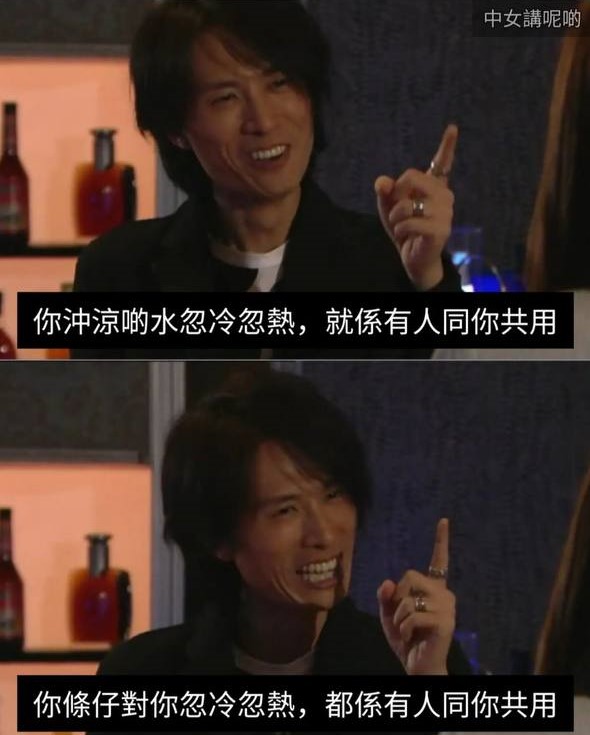 中女講呢啲
你沖涼啲水忽冷忽熱，就係有人同你共用
你條仔對你忽冷忽熱，都係有人同你共用